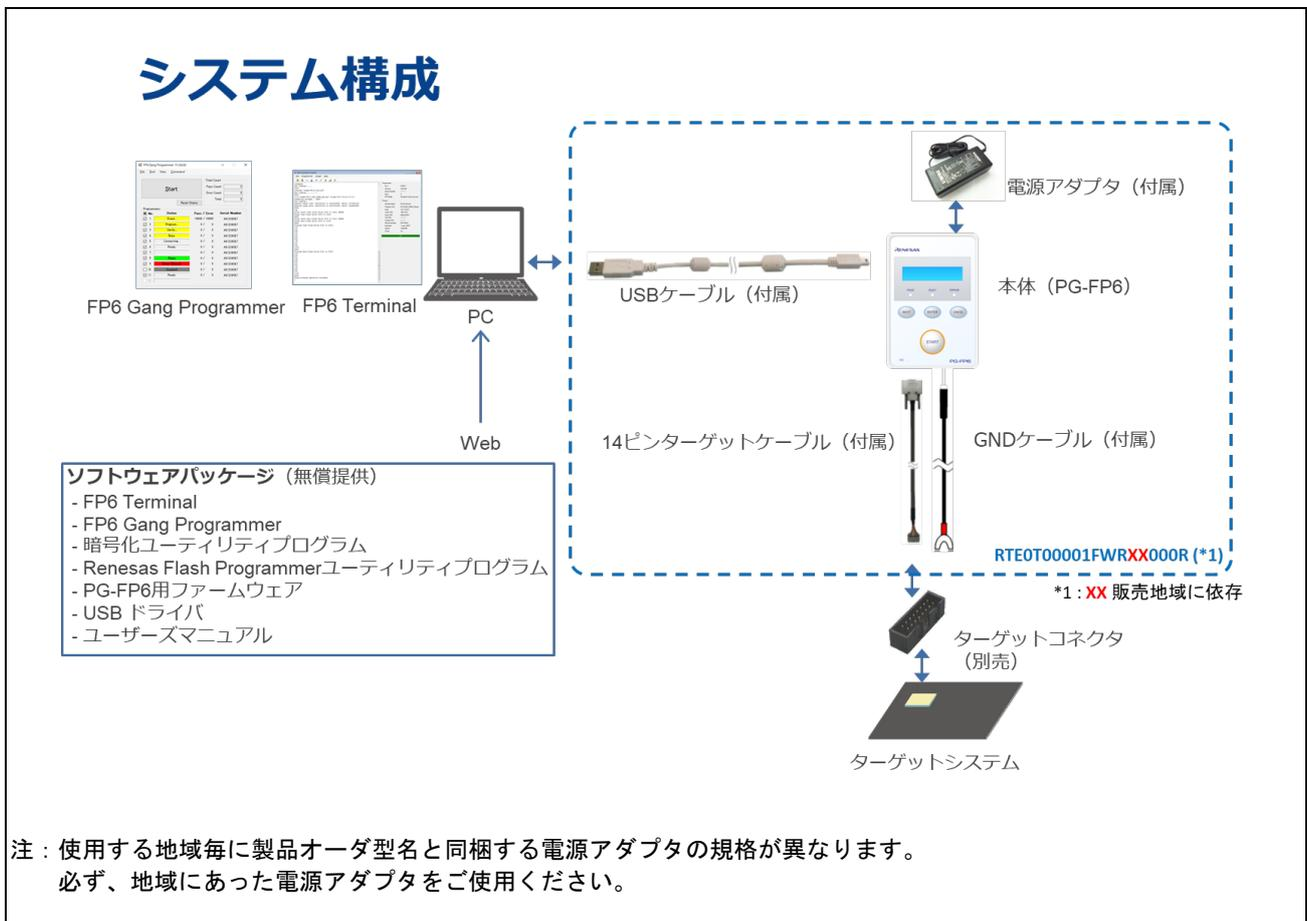 システム構成
電源アダプタ（付属）
FP6 Gang Programmer
Start
FP6 Terminal
PC
USBケーブル（付属）
RENESAS
本体（PG-FP6）
START
PG-FP6
Web
14ピンターゲットケーブル（付属）
GNDケーブル（付属）
ソフトウェアパッケージ（無償提供）
- FP6 Terminal
- FP6 Gang Programmer
- 暗号化ユーティリティプログラム
- Renesas Flash Programmerユーティリティプログラム
- PG-FP6用ファームウェア
- USB ドライバ
- ユーザーズマニュアル
RTE0T00001FWRXX000R (*1)
*1 : XX 販売地域に依存
ターゲットコネクタ
（別売）
ターゲットシステム
注：使用する地域毎に製品オーダ型名と同梱する電源アダプタの規格が異なります。
必ず、地域にあった電源アダプタをご使用ください。